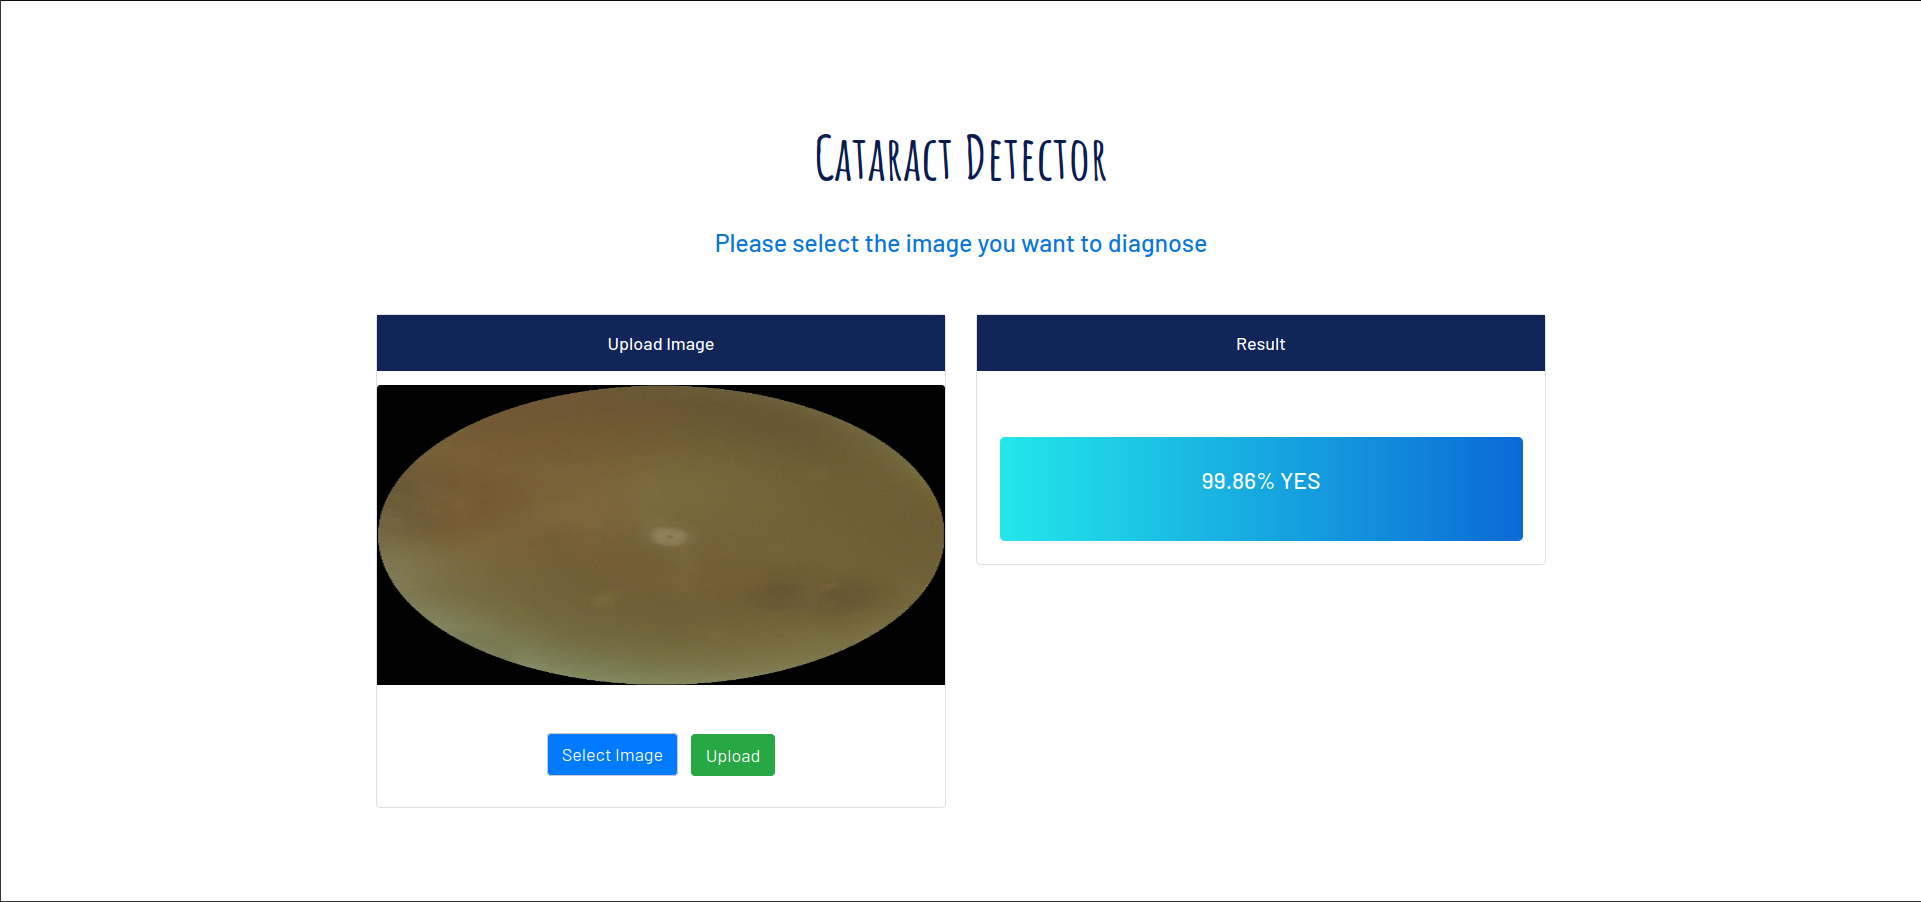 Cataract Detector
Please select the image you want to diagnose
Upload Image
Result
99.86% YES
Select Image
Upload